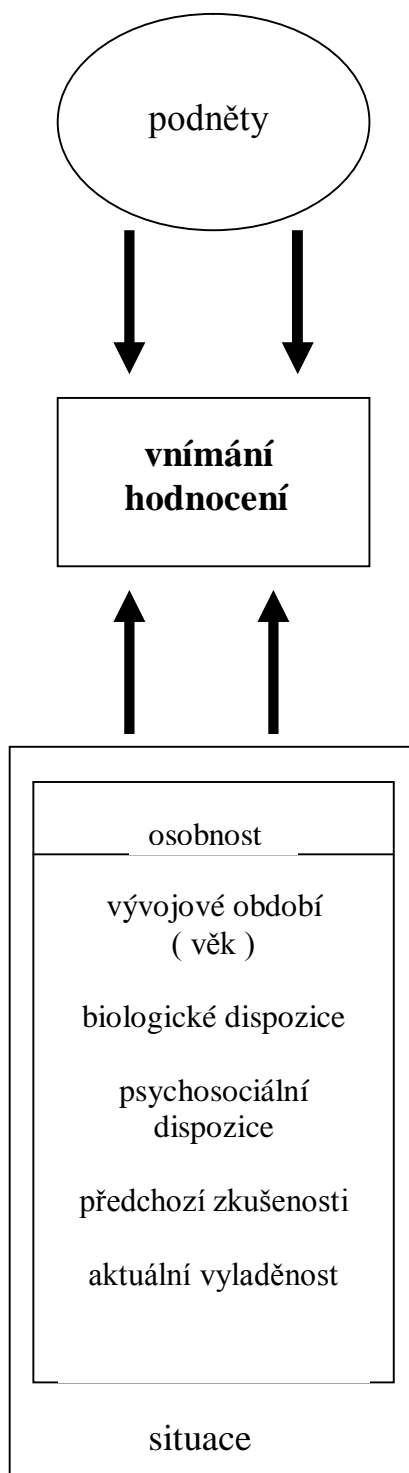 podněty
vnímání
hodnocení
osobnost
vývojové období
( věk )
biologické dispozice
psychosociální
dispozice
předchozí zkušenosti
aktuální vyladěnost
situace